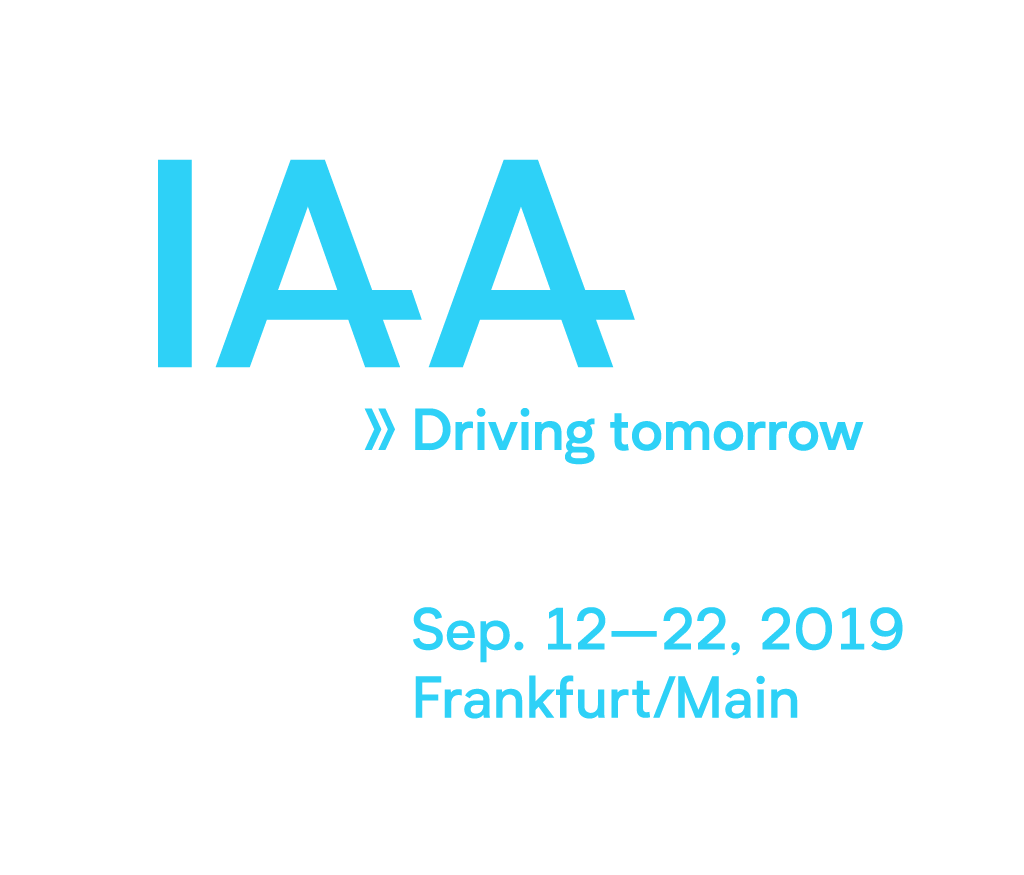 IAA
» Driving tomorrow
Sep. 12—22, 2019
Frankfurt/Main